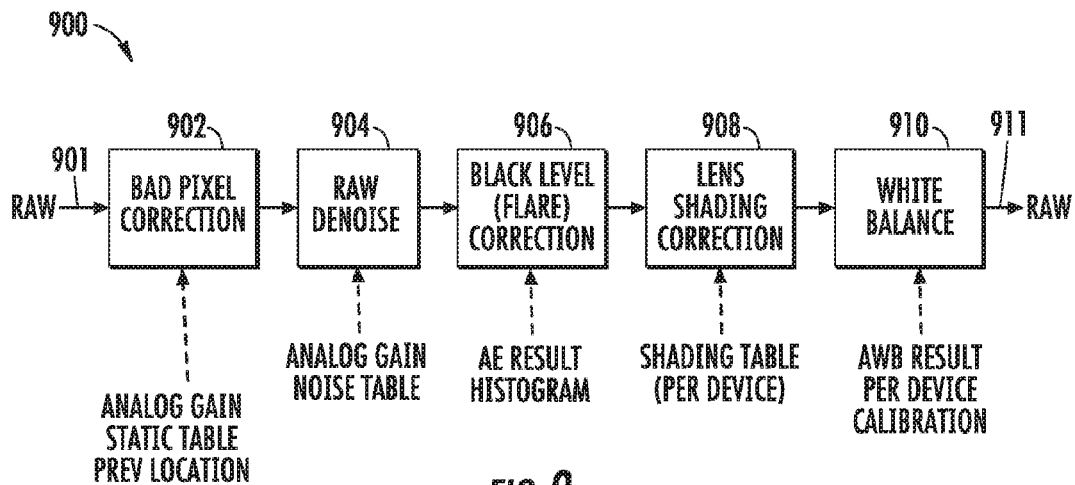 900
902
904
906
908
910
911
901
RAW
BAD PIXEL
CORRECTION
RAW
DENOISE
BLACK LEVEL
(FLARE)
CORRECTION
LENS
SHADING
CORRECTION
WHITE
BALANCE
RAW
ANALOG GAIN
STATIC TABLE
PREV LOCATION
ANALOG GAIN
NOISE TABLE
AE RESULT
HISTOGRAM
SHADING TABLE
(PER DEVICE)
AWB RESULT
PER DEVICE
CALIBRATION